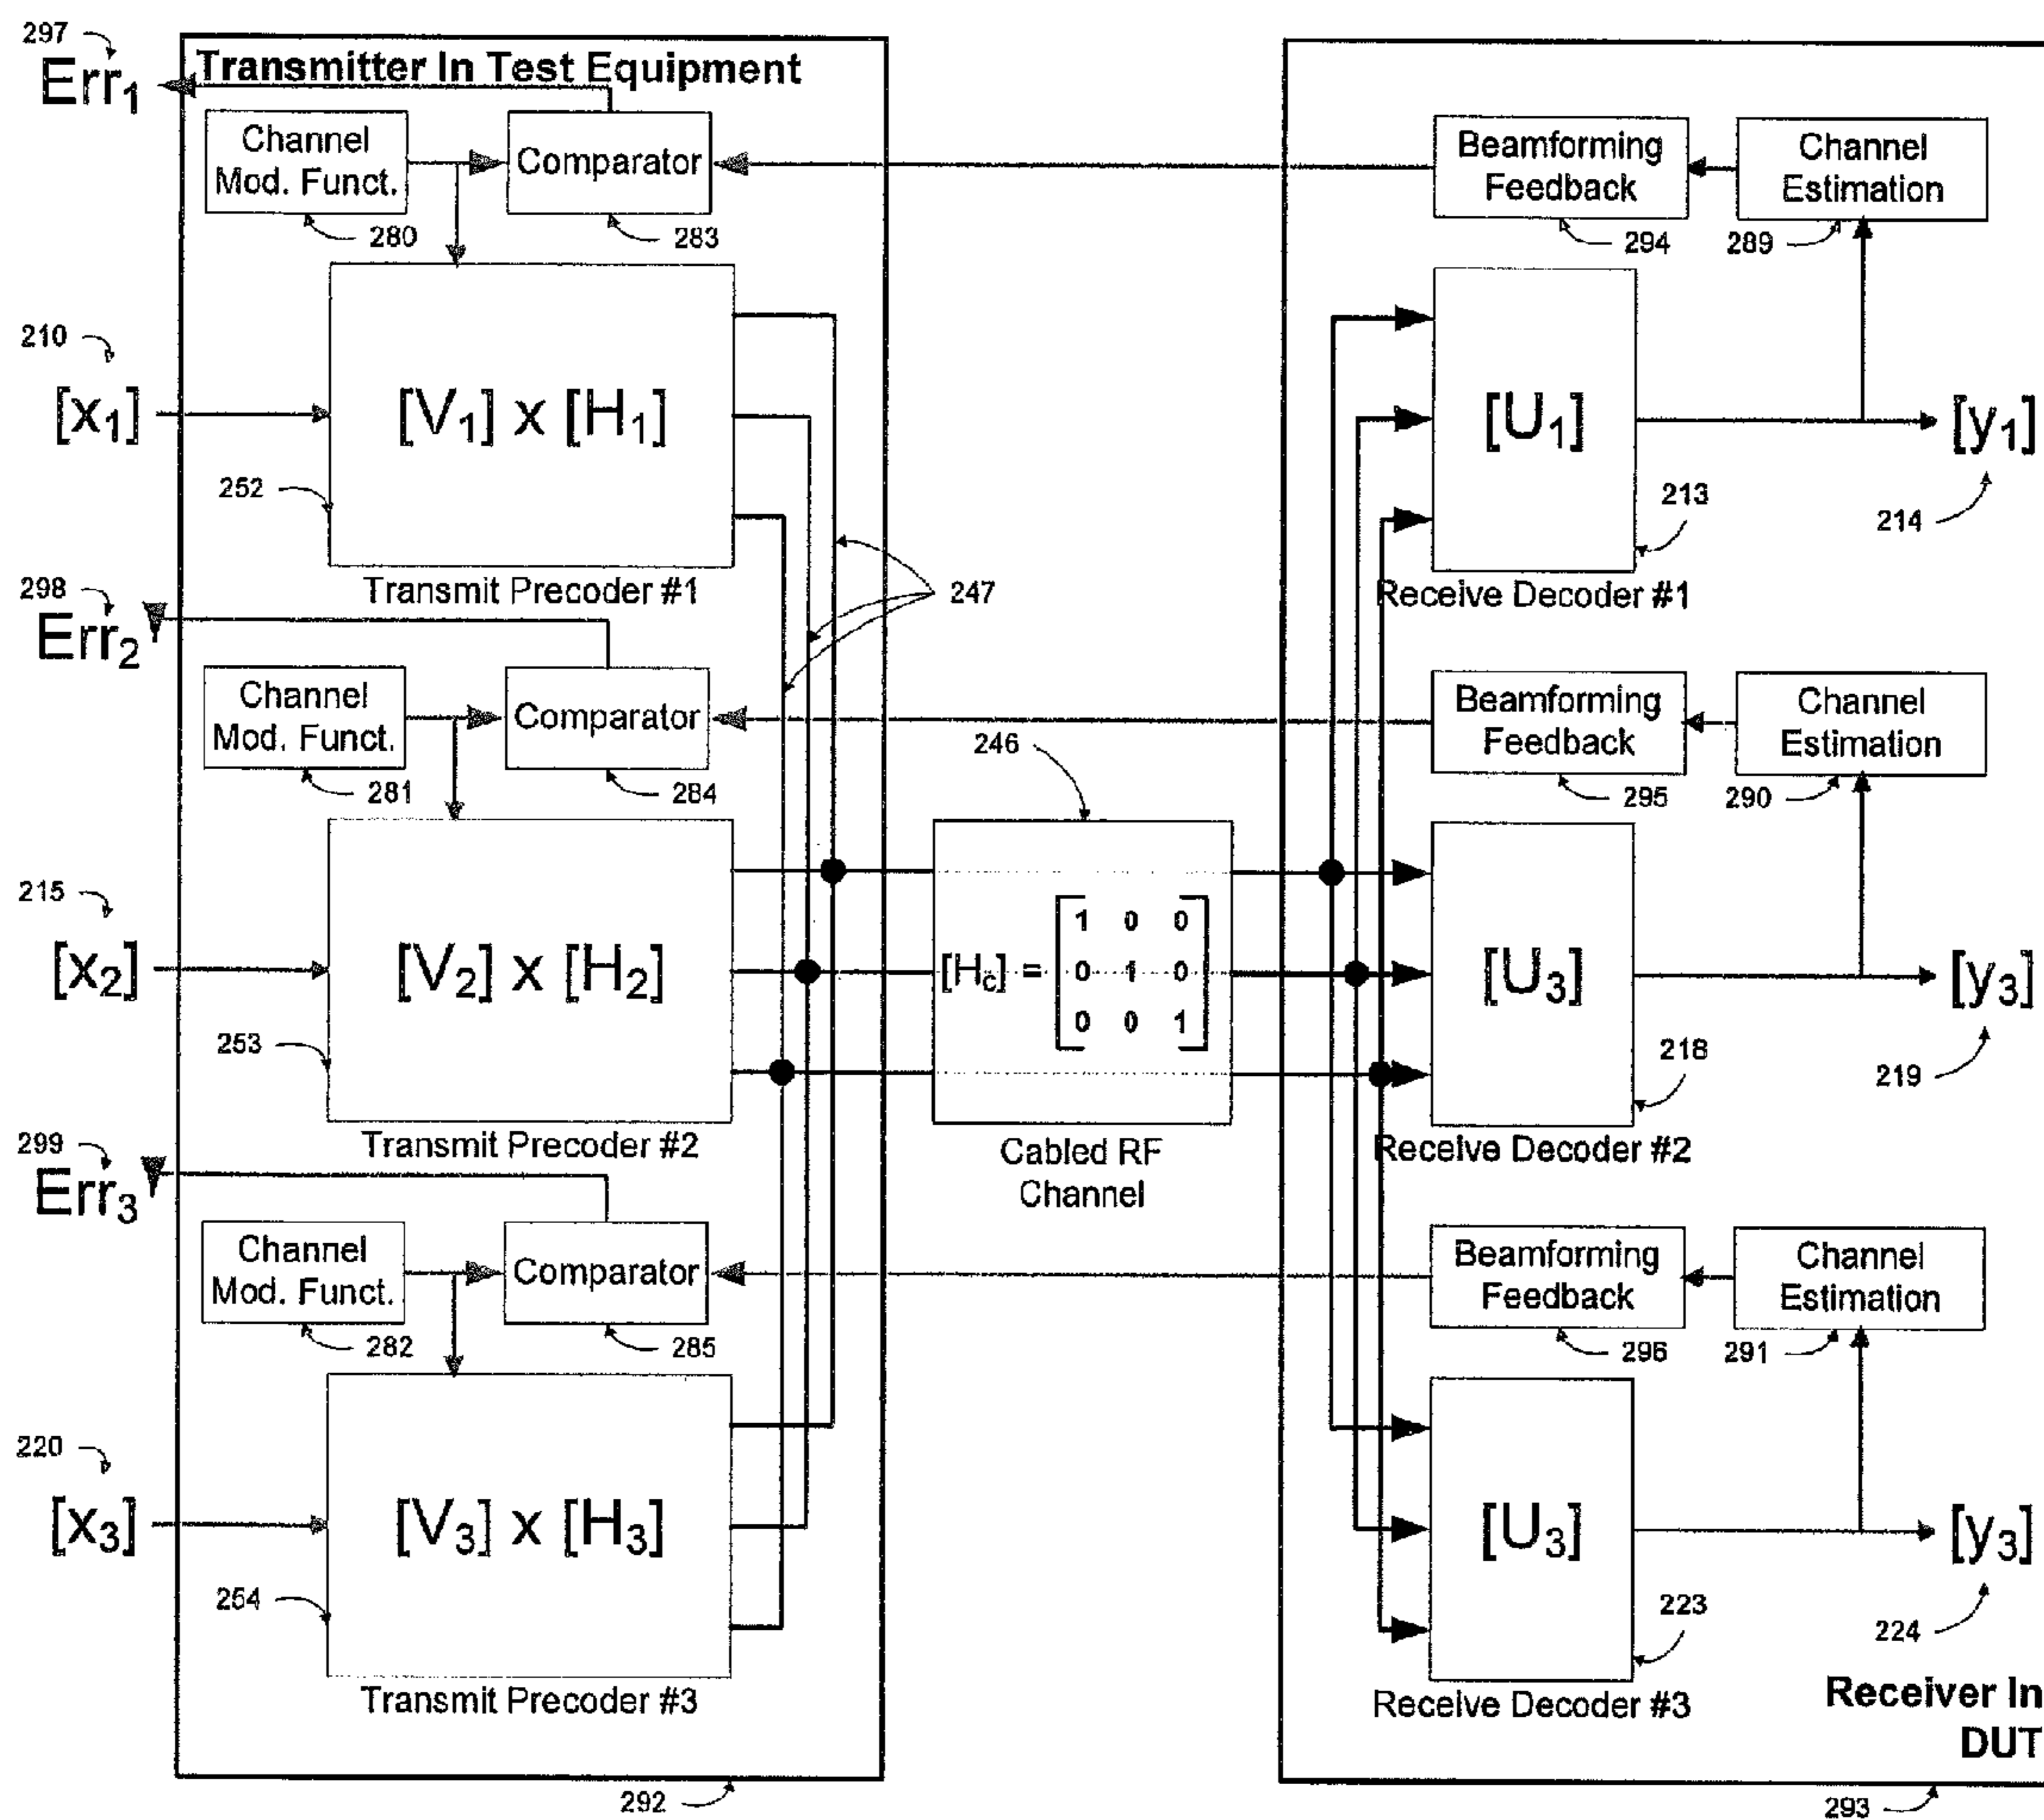 297
Err1
Transmitter In Test Equipment
Channel
Mod. Funct.
280
Comparator
283
Beamforming
Feedback
294
Channel
Estimation
289
210
[x1]
[V1] x [H1]
252
Transmit Precoder #1
247
[U1]
213
Receive Decoder #1
[y1]
214
298
Err2
Channel
Mod. Funct.
281
Comparator
284
246
Beamforming
Feedback
295
Channel
Estimation
290
215
[x2]
[V2] x [H2]
253
Transmit Precoder #2
[Hc] =
1 0 0
0 1 0
0 0 1
Cabled RF
Channel
[U3]
218
Receive Decoder #2
[y3]
219
299
Err3
Channel
Mod. Funct.
282
Comparator
285
Beamforming
Feedback
296
Channel
Estimation
291
220
[x3]
[V3] x [H3]
254
Transmit Precoder #3
[U3]
223
Receive Decoder #3
[y3]
224
Receiver In
DUT
292
293